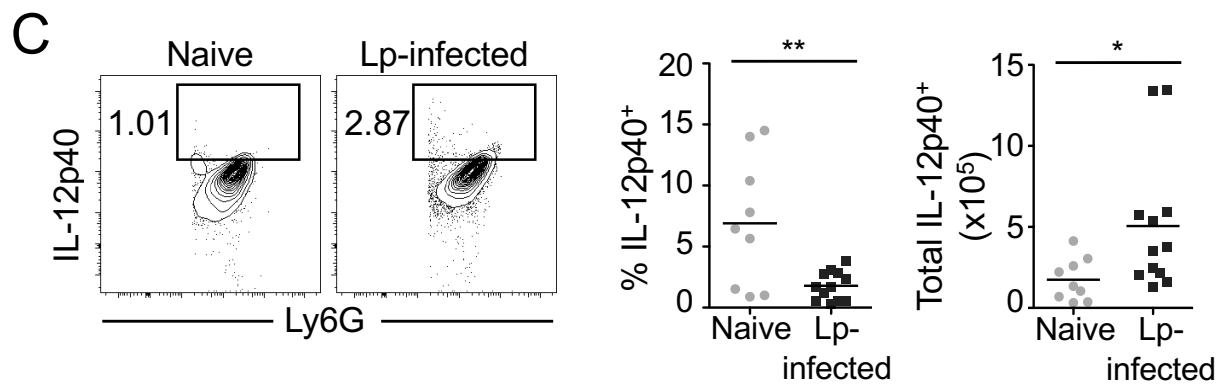 C
Naive
Lp-infected
1.01
2.87
IL-12p40
Ly6G
**
% IL-12p40+
20
15
10
5
0
Naive
Lp-
infected
*
Total IL-12p40+
(x10⁵)
15
10
5
0
Naive
Lp-
infected